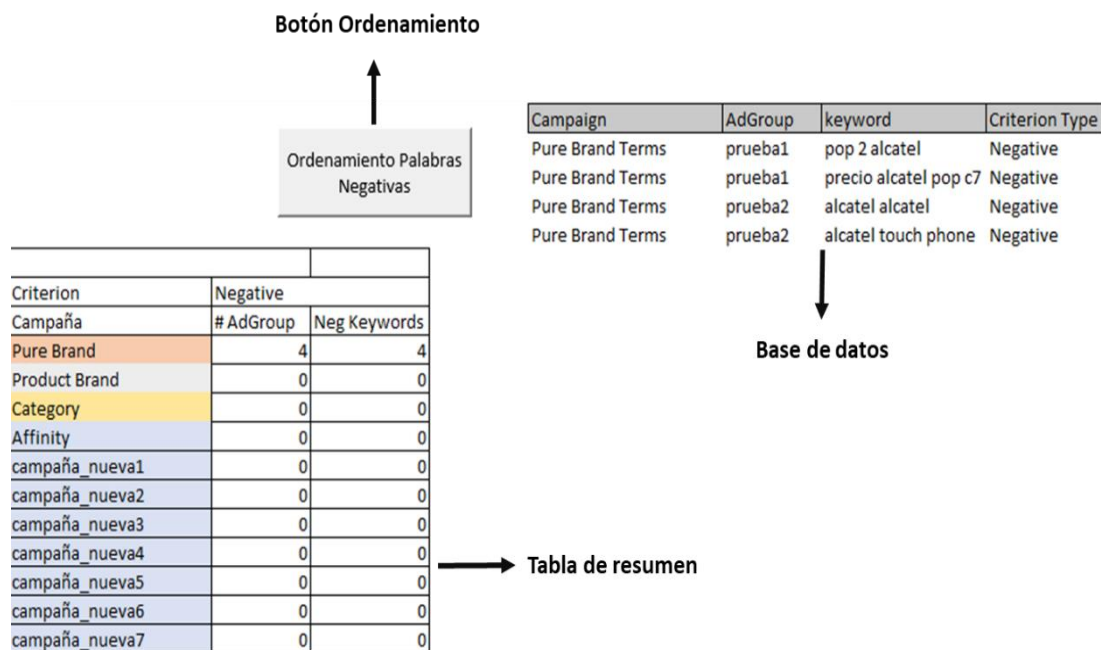 Botón Ordenamiento
Ordenamiento Palabras
Negativas
Campaign AdGroup keyword Criterion Type
Pure Brand Terms prueba1 pop 2 alcatel Negative
Pure Brand Terms prueba1 precio alcatel pop c7 Negative
Pure Brand Terms prueba2 alcatel alcatel Negative
Pure Brand Terms prueba2 alcatel touch phone Negative
Base de datos
Criterion Negative
Campaña # AdGroup Neg Keywords
Pure Brand 4 4
Product Brand 0 0
Category 0 0
Affinity 0 0
campaña_nueva1 0 0
campaña_nueva2 0 0
campaña_nueva3 0 0
campaña_nueva4 0 0
campaña_nueva5 0 0
campaña_nueva6 0 0
campaña_nueva7 0 0
Tabla de resumen